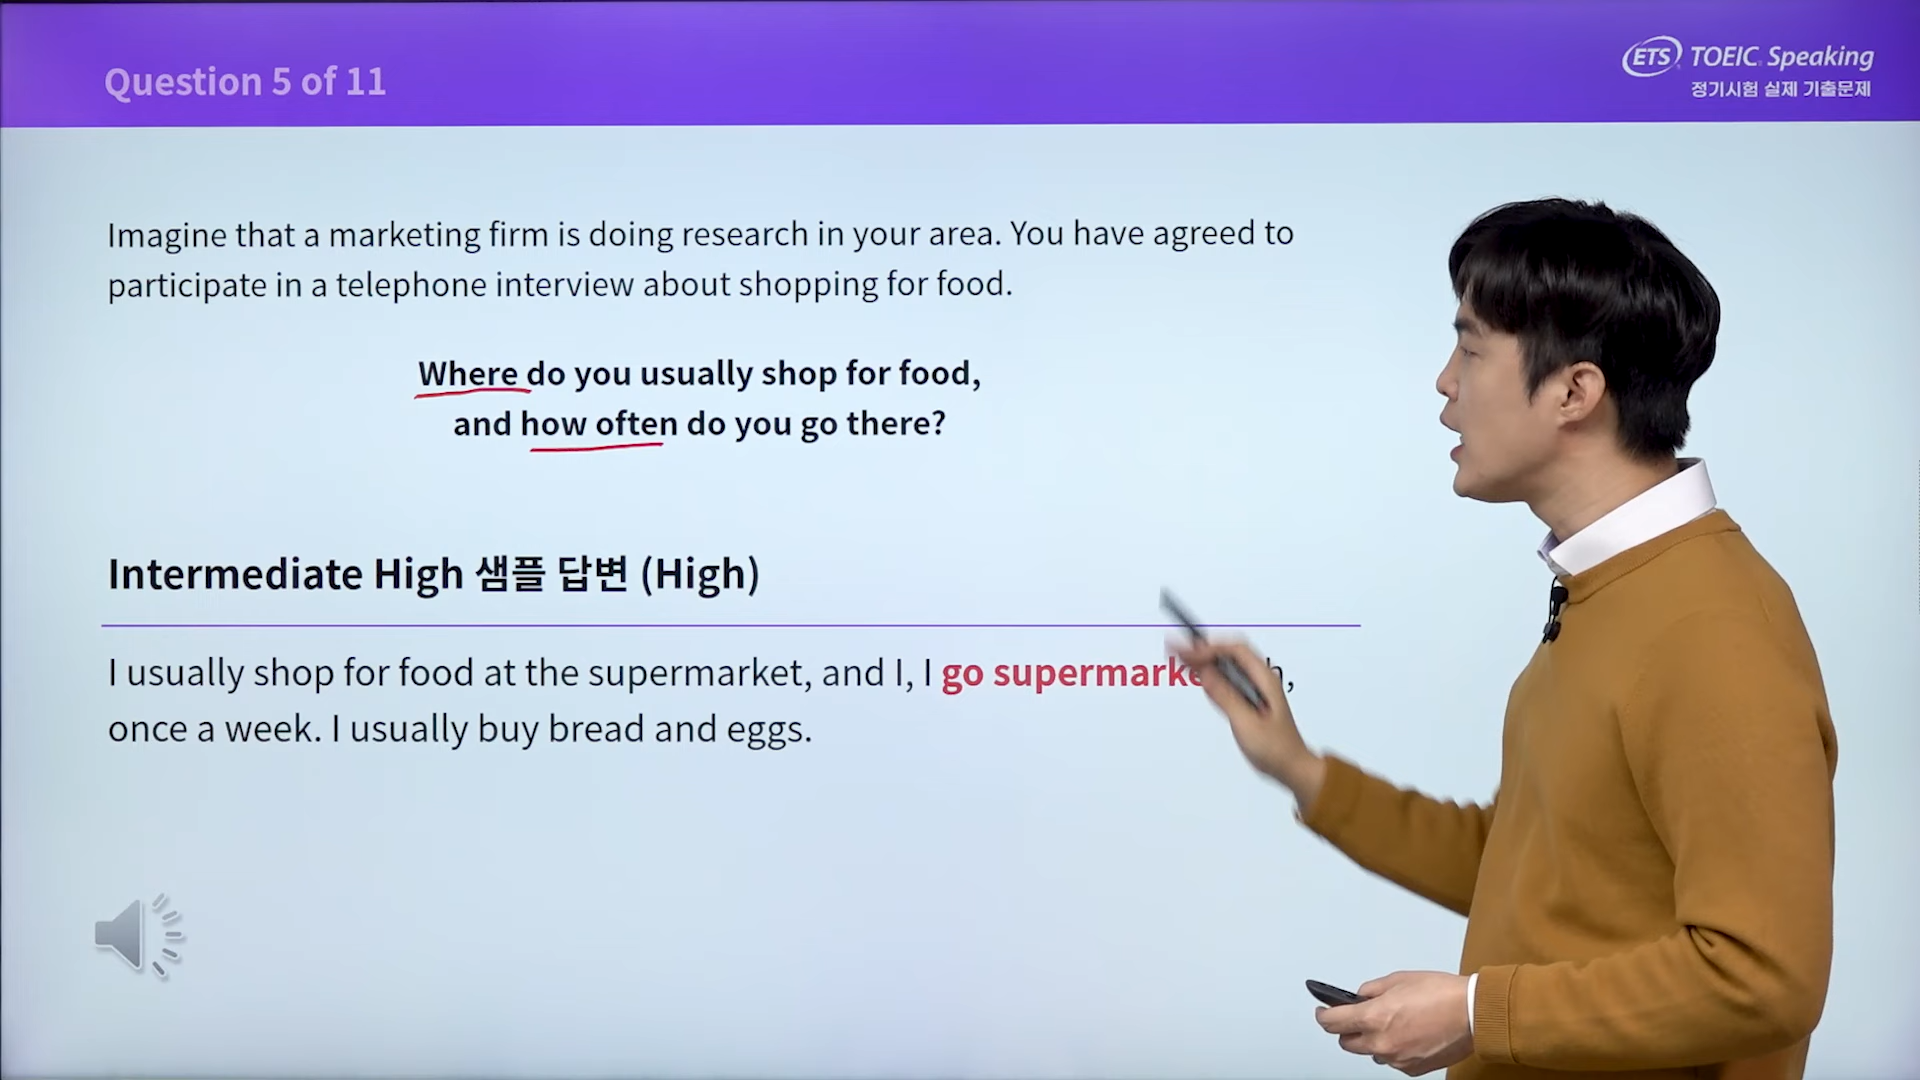 Question 5 of 11
ETS TOEIC Speaking
정기시험 실제 기출문제
Imagine that a marketing firm is doing research in your area. You have agreed to
participate in a telephone interview about shopping for food.
Where do you usually shop for food,
and how often do you go there?
Intermediate High 샘플 답변 (High)
I usually shop for food at the supermarket, and I, I go
once a week. I usually buy bread and eggs.